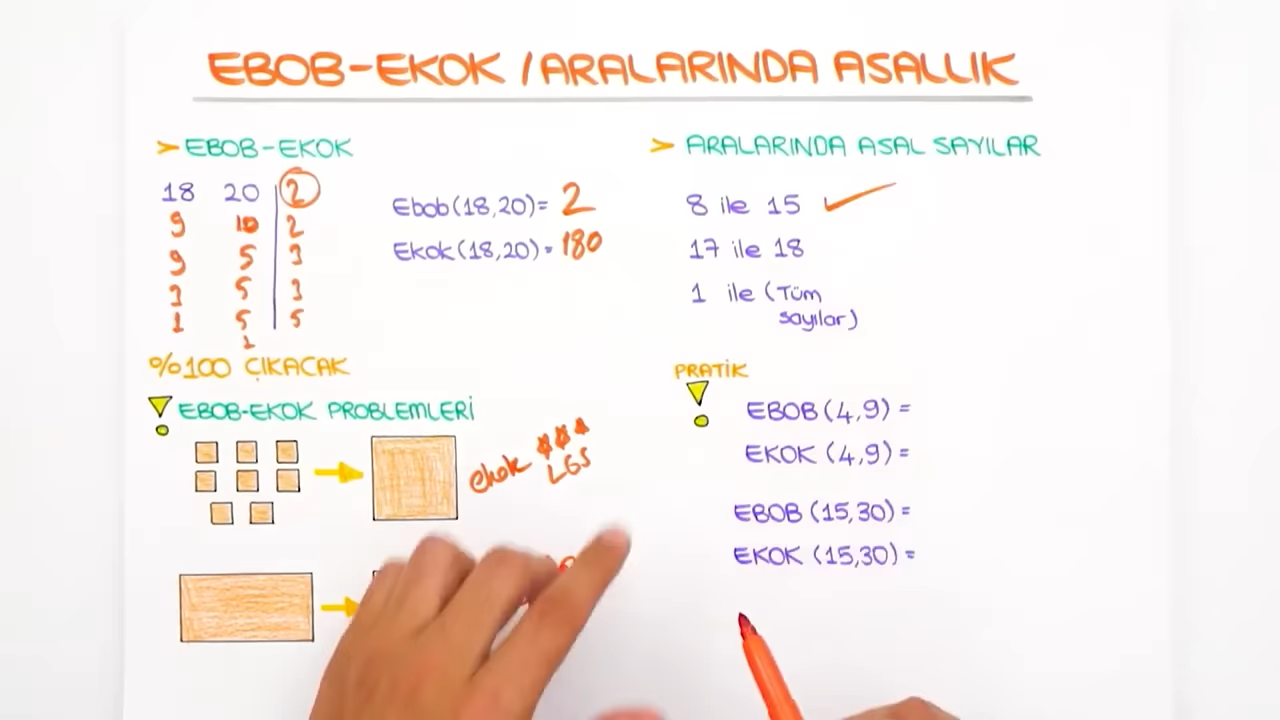 EBOB-EKOK / ARALARINDA ASALLIK
> EBOB-EKOK
18 20 2
9 10 2
9 5 3
3 5 3
1 5 5
1
Ebob(18,20)= 2
Ekok(18,20)= 180
%100 ÇIKACAK
! EBOB-EKOK PROBLEMLERİ
ekok
LGS
> ARALARINDA ASAL SAYILAR
8 ile 15 ✓
17 ile 18
1 ile (Tüm
sayılar)
PRATİK
! EBOB (4,9) =
EKOK (4,9) =
EBOB (15,30) =
EKOK (15,30) =